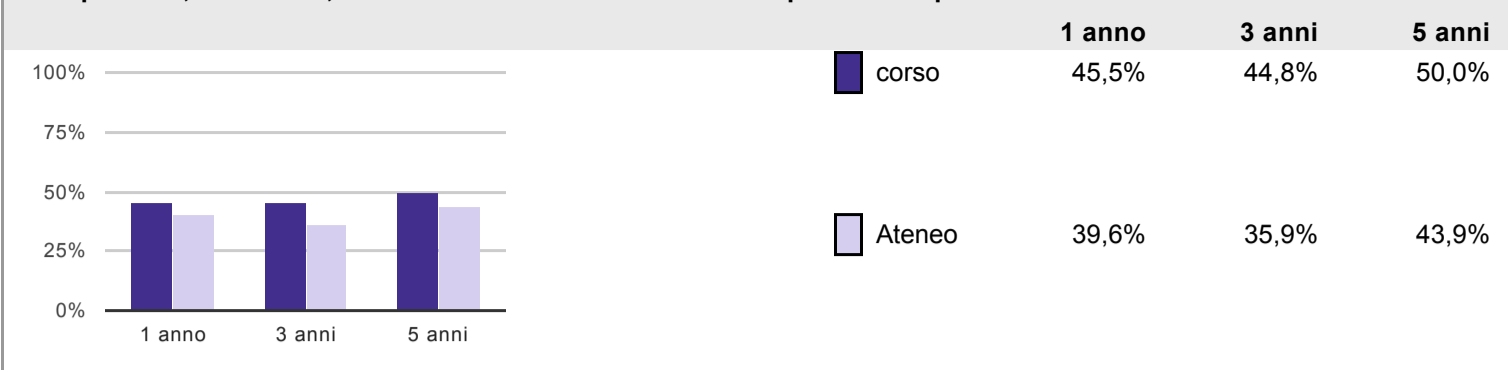 1 anno 3 anni 5 anni
100%
75%
50%
25%
0%
1 anno 3 anni 5 anni
corso 45,5% 44,8% 50,0%
Ateneo 39,6% 35,9% 43,9%